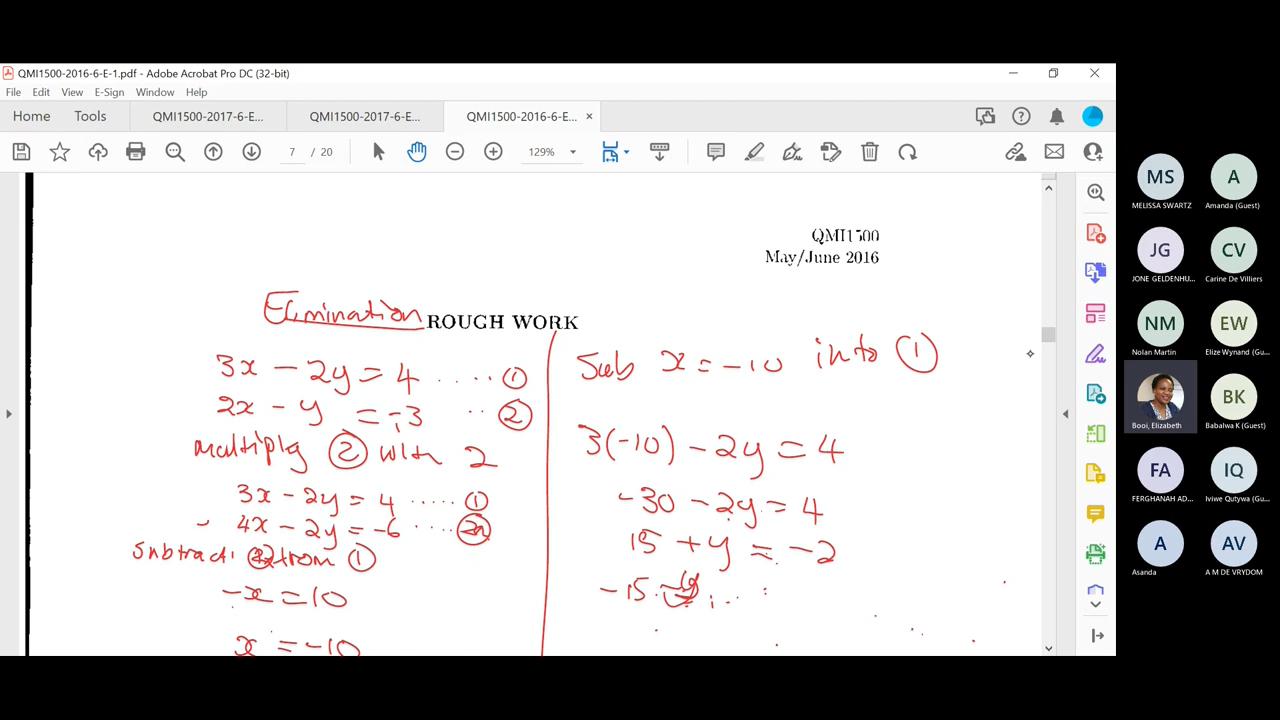 QMI1500-2016-6-E-1.pdf - Adobe Acrobat Pro DC (32-bit)
File Edit View E-Sign Window Help
Home Tools QMI1500-2017-6-E... QMI1500-2017-6-E... QMI1500-2016-6-E... ×
7 / 20 129%
QMI1500
May/June 2016
Elimination
ROUGH WORK
3x - 2y = 4 ..... ①
2x - y = -3 .. ②
multiply ② with 2
3x - 2y = 4 ..... ①
- 4x - 2y = -6 .... 2a
subtract from ①
-x = 10
x = -10
Sub x = -10 into ①
3(-10) - 2y = 4
-30 - 2y = 4
15 + y = -2
-15
MS
MELISSA SWARTZ
A
Amanda (Guest)
JG
JONE GELDENHU...
CV
Carine De Villiers
NM
Nolan Martin
EW
Elize Wynand (Gues...
Booi, Elizabeth
BK
Babalwa K (Guest)
FA
FERGHANAH AD...
IQ
Iviwe Qutywa (Gu...
A
Asanda
AV
A M DE VRYDOM